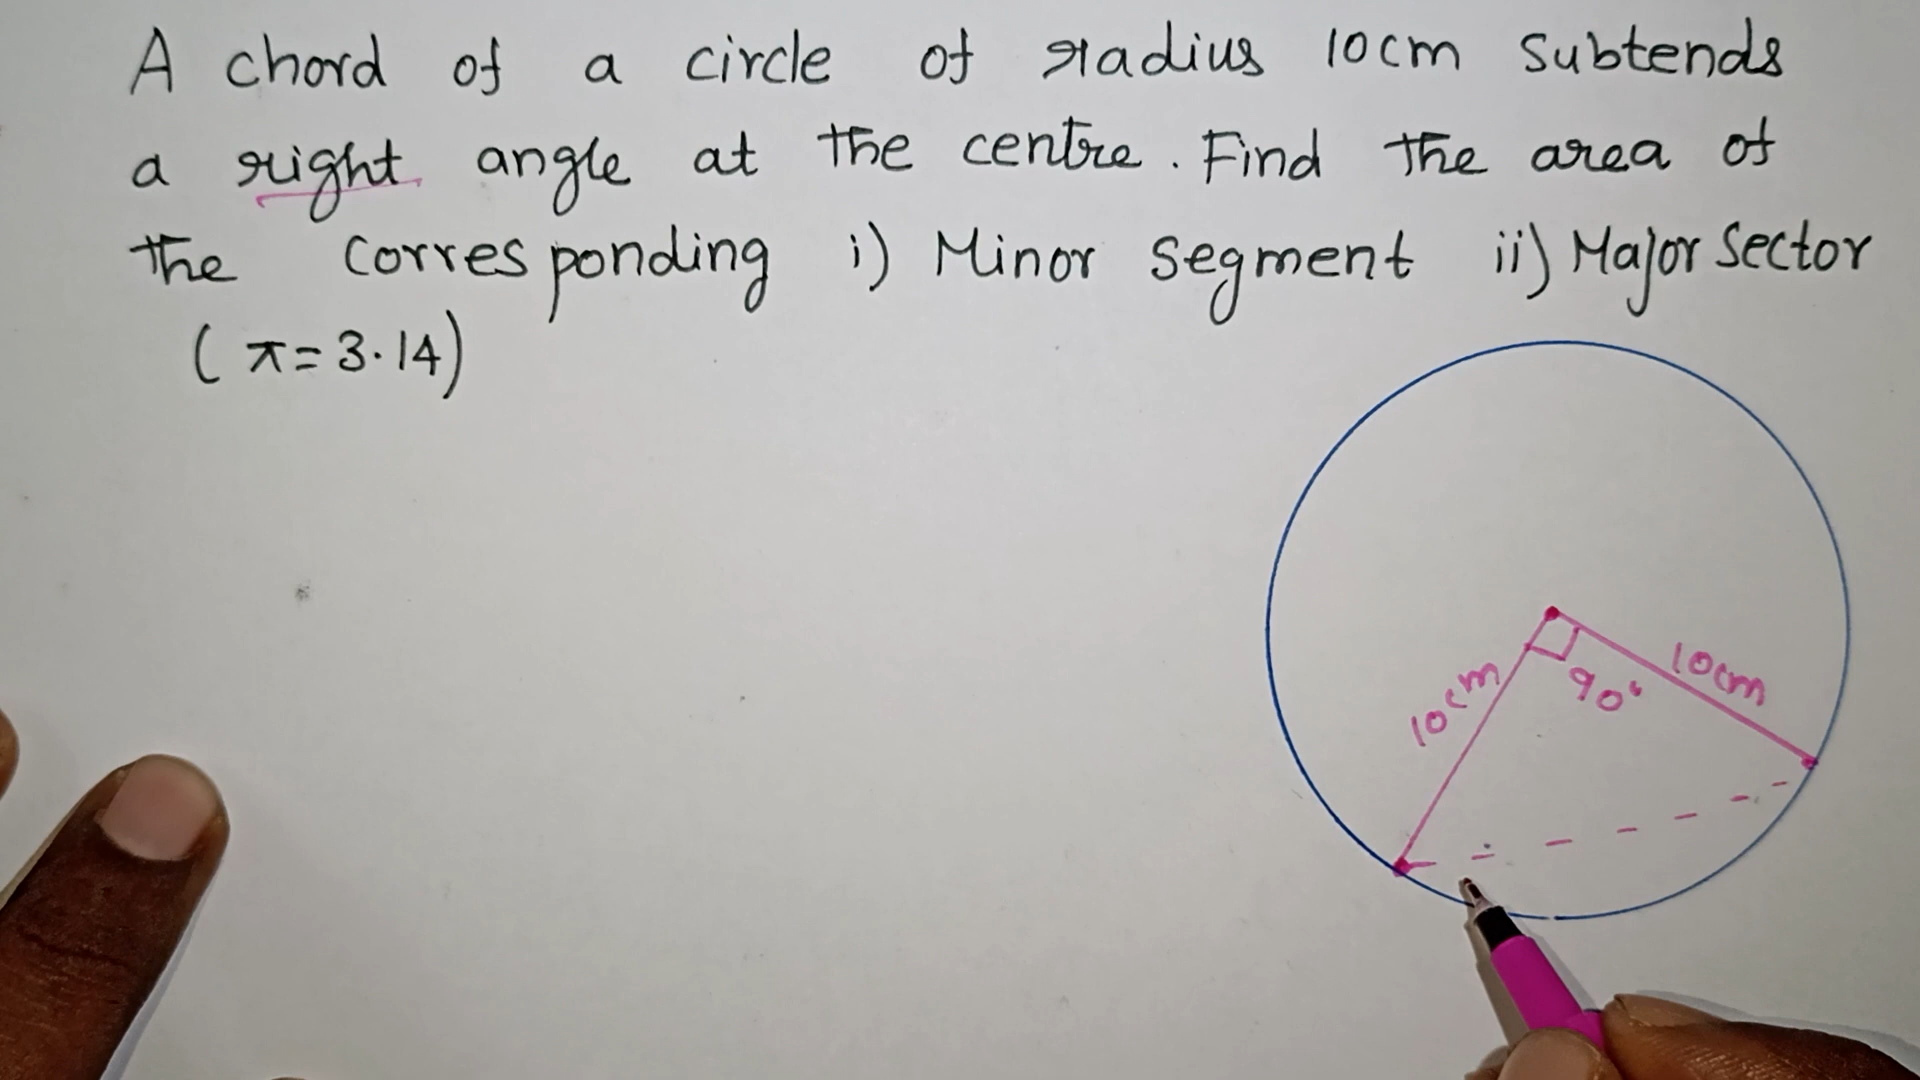 A chord of a circle of radius 10cm subtends
a right angle at the centre. Find the area of
the corresponding i) Minor segment ii) Major Sector
( π = 3.14)
10cm
90°
10cm